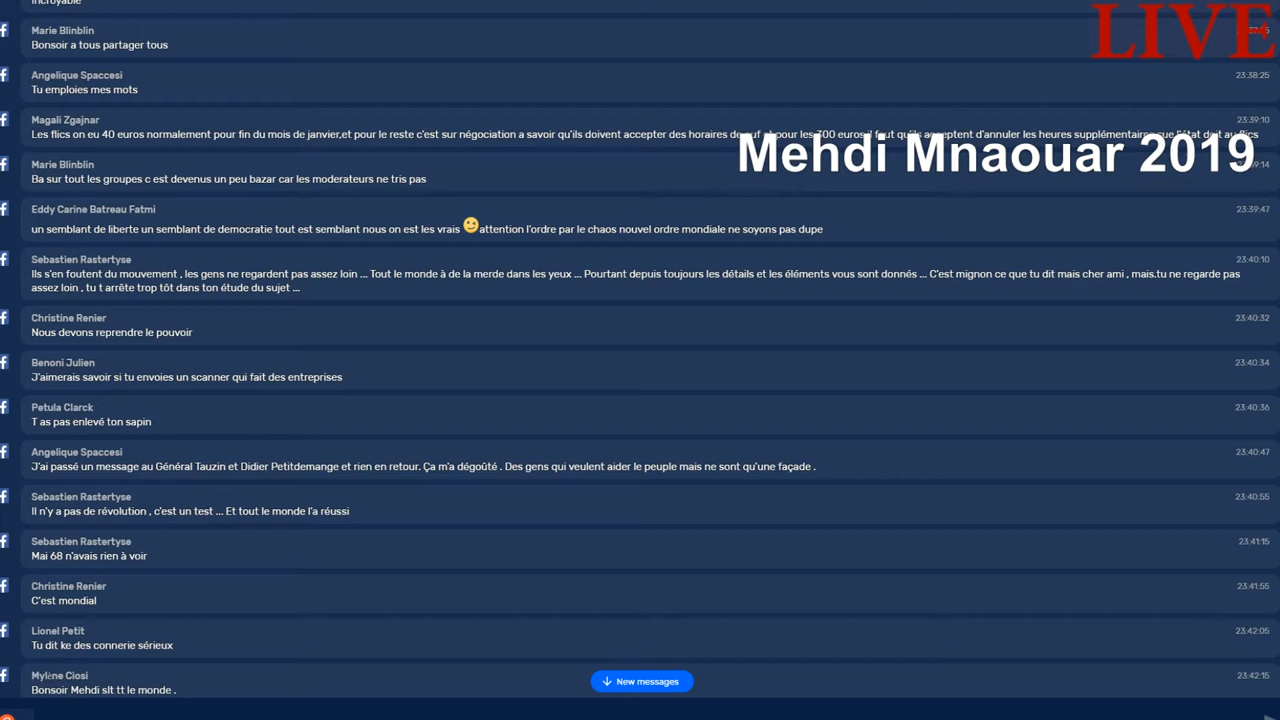 incroyable
LIVE
Marie Blinblin
Bonsoir a tous partager tous
Angelique Spaccesi 23:38:25
Tu emploies mes mots
Magali Zgajnar 23:39:10
Les flics on eu 40 euros normalement pour fin du mois de janvier,et pour le reste c'est sur négociation a savoir qu'ils doivent accepter des horaires de et pour les 300 euros il faut qu'ils acceptent d'annuler les heures supplémentaires que l'état doit au flics
Mehdi Mnaouar 2019
Marie Blinblin
Ba sur tout les groupes c est devenus un peu bazar car les moderateurs ne tris pas
Eddy Carine Batreau Fatmi 23:39:47
un semblant de liberte un semblant de democratie tout est semblant nous on est les vrais 😉attention l'ordre par le chaos nouvel ordre mondiale ne soyons pas dupe
Sebastien Rastertyse 23:40:10
Ils s'en foutent du mouvement , les gens ne regardent pas assez loin ... Tout le monde à de la merde dans les yeux ... Pourtant depuis toujours les détails et les éléments vous sont donnés ... C'est mignon ce que tu dit mais cher ami , mais.tu ne regarde pas
assez loin , tu t arrête trop tôt dans ton étude du sujet ...
Christine Renier 23:40:32
Nous devons reprendre le pouvoir
Benoni Julien 23:40:34
J'aimerais savoir si tu envoies un scanner qui fait des entreprises
Petula Clarck 23:40:36
T as pas enlevé ton sapin
Angelique Spaccesi 23:40:47
J'ai passé un message au Général Tauzin et Didier Petitdemange et rien en retour. Ça m'a dégoûté . Des gens qui veulent aider le peuple mais ne sont qu'une façade .
Sebastien Rastertyse 23:40:55
Il n'y a pas de révolution , c'est un test ... Et tout le monde l'a réussi
Sebastien Rastertyse 23:41:15
Mai 68 n'avais rien à voir
Christine Renier 23:41:55
C'est mondial
Lionel Petit 23:42:05
Tu dit ke des connerie sérieux
Mylène Ciosi 23:42:15
Bonsoir Mehdi slt tt le monde .
New messages